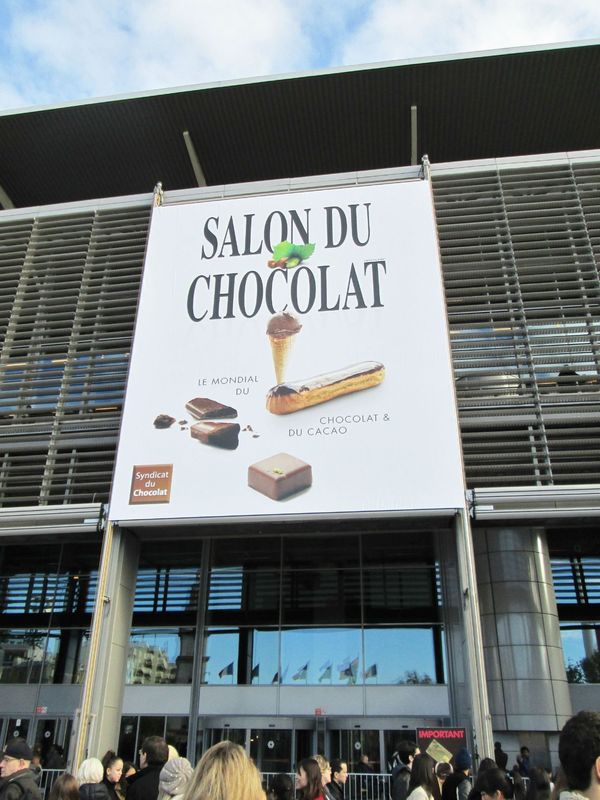 SALON DU
CHOCOLAT
LE MONDIAL
DU
CHOCOLAT &
DU CACAO
Syndicat
du
Chocolat
IMPORTANT